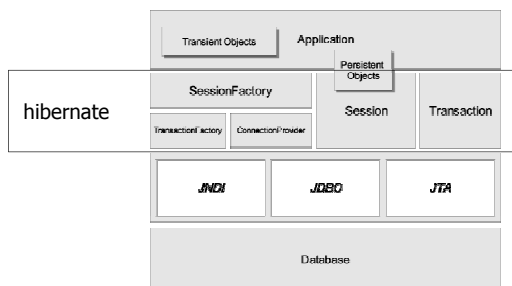 Transient Objects
Application
Persistent
Objects
hibernate
SessionFactory
Session
Transaction
TransactionFactory
ConnectionProvider
JNDI
JDBC
JTA
Database